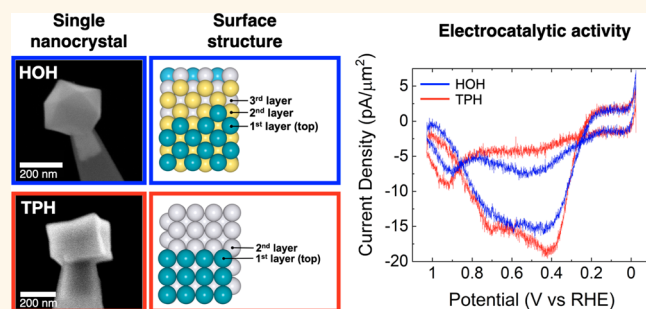 Single
nanocrystal
Surface
structure
Electrocatalytic activity
HOH
200 nm
3rd layer
2nd layer
1st layer (top)
TPH
200 nm
2nd layer
1st layer (top)
Current Density (pA/μm²)
5
0
-5
-10
-15
-20
HOH
TPH
1 0.8 0.6 0.4 0.2 0
Potential (V vs RHE)